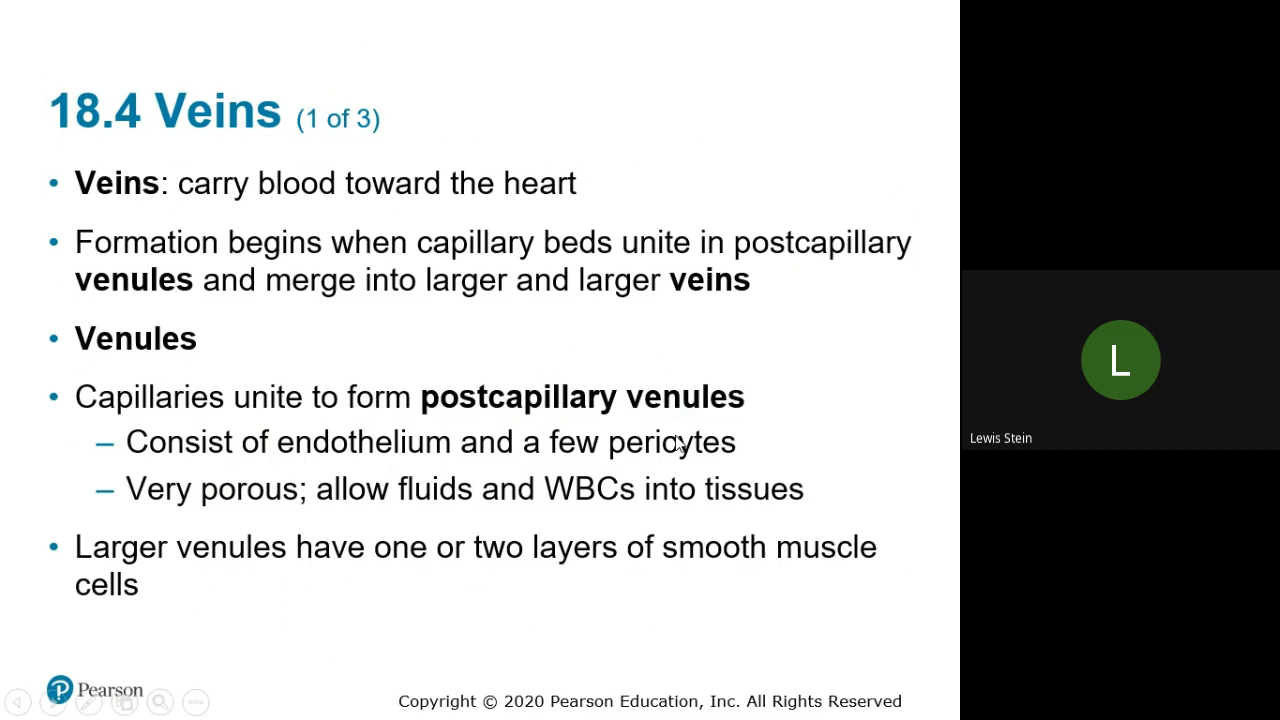 18.4 Veins (1 of 3)
• Veins: carry blood toward the heart
• Formation begins when capillary beds unite in postcapillary
venules and merge into larger and larger veins
• Venules
• Capillaries unite to form postcapillary venules
– Consist of endothelium and a few pericytes
– Very porous; allow fluids and WBCs into tissues
• Larger venules have one or two layers of smooth muscle
cells
Pearson
Copyright © 2020 Pearson Education, Inc. All Rights Reserved
L
Lewis Stein